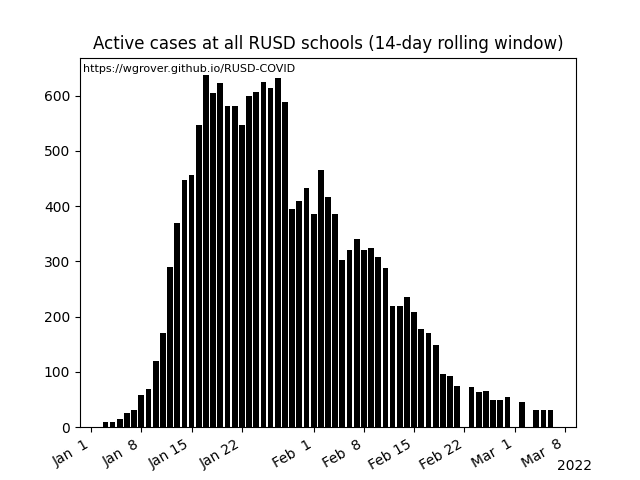 Active cases at all RUSD schools (14-day rolling window)
https://wgrover.github.io/RUSD-COVID
600
500
400
300
200
100
0
Jan 1 Jan 8 Jan 15 Jan 22 Feb 1 Feb 8 Feb 15 Feb 22 Mar 1 Mar 8
2022